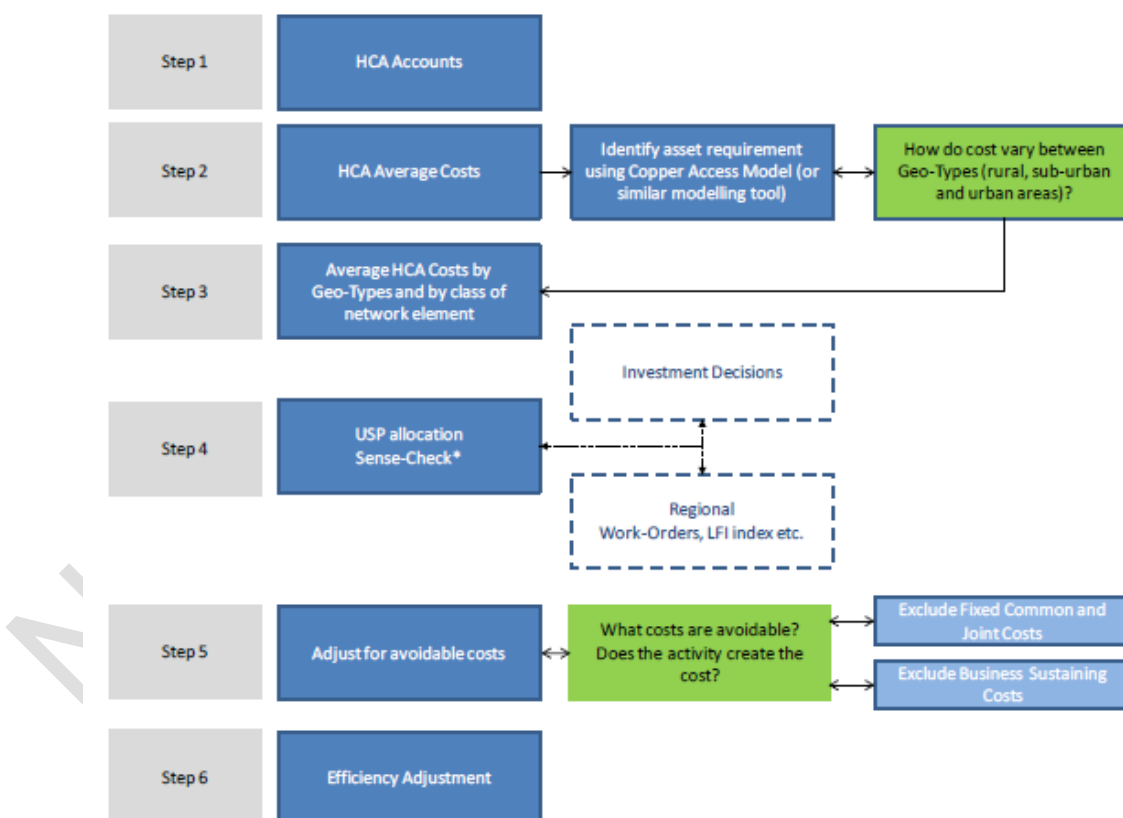 Step 1
HCA Accounts
Step 2
HCA Average Costs
Identify asset requirement
using Copper Access Model (or
similar modelling tool)
How do cost vary between
Geo-Types (rural, sub-urban
and urban areas)?
Step 3
Average HCA Costs by
Geo-Types and by class of
network element
Investment Decisions
Step 4
USP allocation
Sense-Check*
Regional
Work-Orders, LFI index etc.
Step 5
Adjust for avoidable costs
What costs are avoidable?
Does the activity create the
cost?
Exclude Fixed Common and
Joint Costs
Exclude Business Sustaining
Costs
Step 6
Efficiency Adjustment